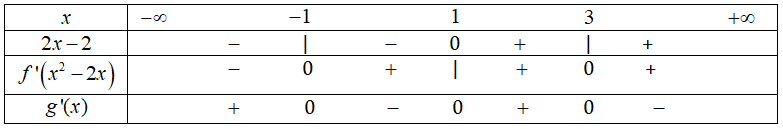 x −∞ −1 1 3 +∞
2x−2 − | − 0 + | +
f'(x²−2x) − 0 + | + 0 +
g'(x) + 0 − 0 + 0 −